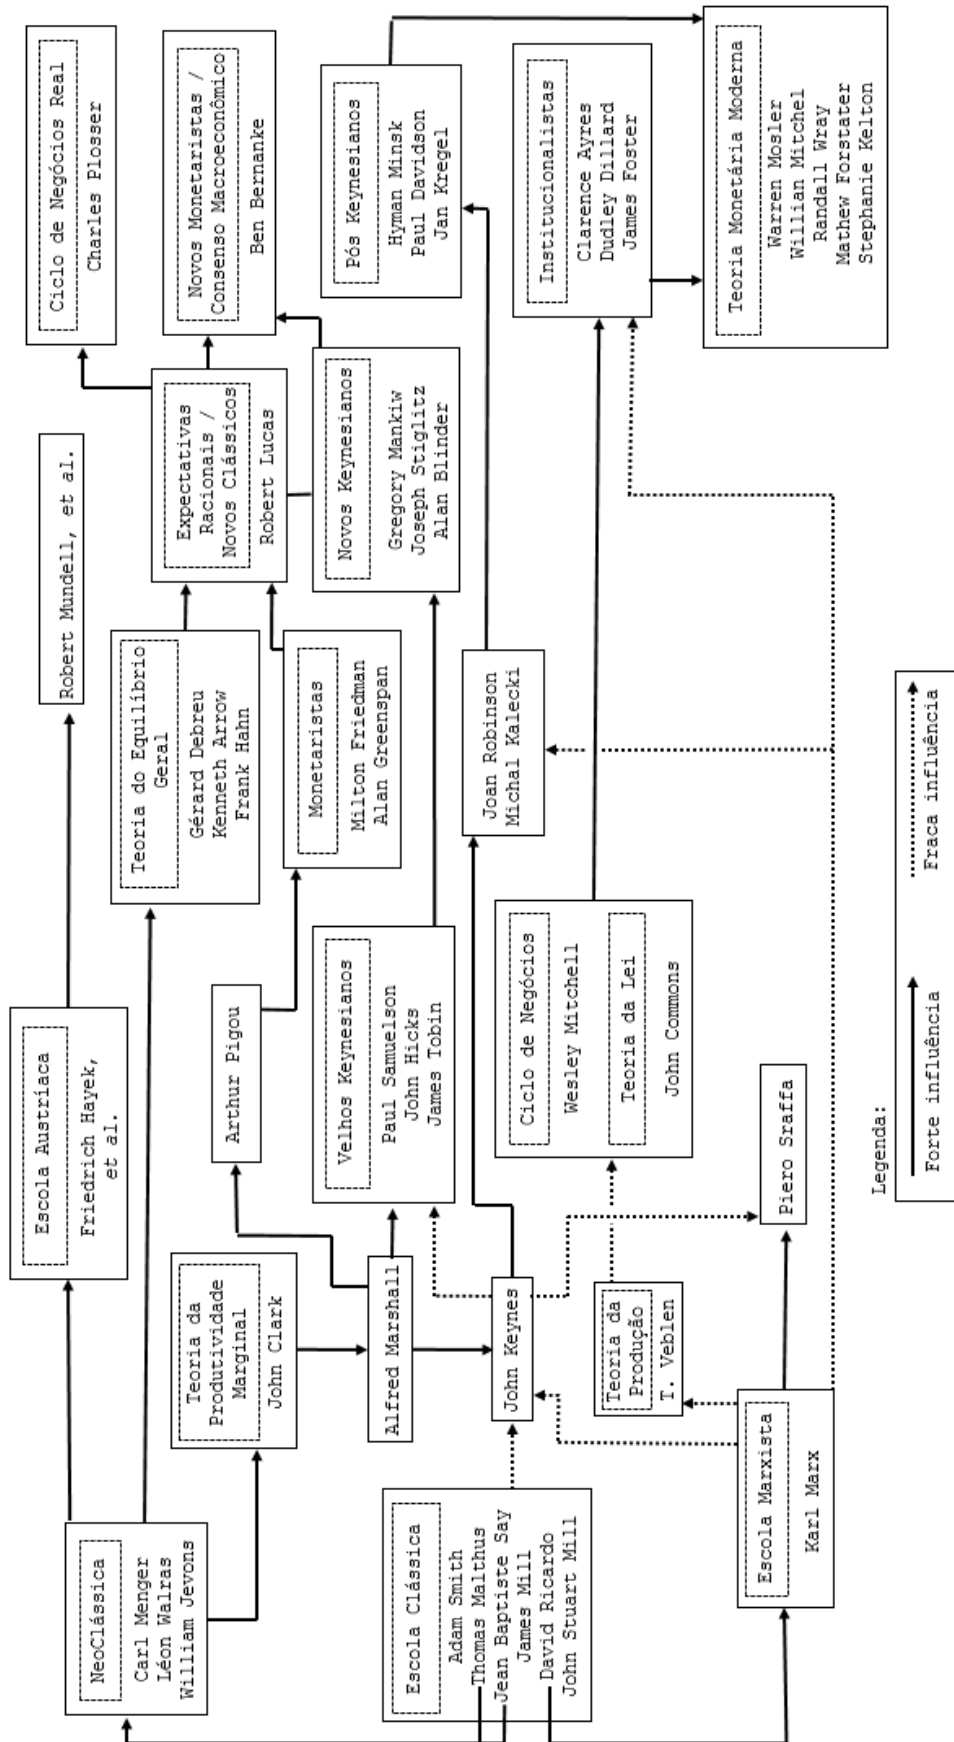 NeoClássica
Carl Menger
Léon Walras
William Jevons
Escola Clássica
Adam Smith
Thomas Malthus
Jean Baptiste Say
James Mill
David Ricardo
John Stuart Mill
Escola Marxista
Karl Marx
Escola Austríaca
Friedrich Hayek,
et al.
Teoria da
Produtividade
Marginal
John Clark
Alfred Marshall
John Keynes
Teoria da
Produção
T. Veblen
Piero Sraffa
Arthur Pigou
Velhos Keynesianos
Paul Samuelson
John Hicks
James Tobin
Ciclo de Negócios
Wesley Mitchell
Teoria da Lei
John Commons
Teoria do Equilíbrio
Geral
Gérard Debreu
Kenneth Arrow
Frank Hahn
Monetaristas
Milton Friedman
Alan Greenspan
Joan Robinson
Michal Kalecki
Robert Mundell, et al.
Expectativas
Racionais /
Novos Clássicos
Robert Lucas
Novos Keynesianos
Gregory Mankiw
Joseph Stiglitz
Alan Blinder
Ciclo de Negócios Real
Charles Plosser
Novos Monetaristas /
Consenso Macroeconômico
Ben Bernanke
Pós Keynesianos
Hyman Minsk
Paul Davidson
Jan Kregel
Institucionalistas
Clarence Ayres
Dudley Dillard
James Foster
Teoria Monetária Moderna
Warren Mosler
Willian Mitchel
Randall Wray
Mathew Forstater
Stephanie Kelton
Legenda:
Forte influência
Fraca influência